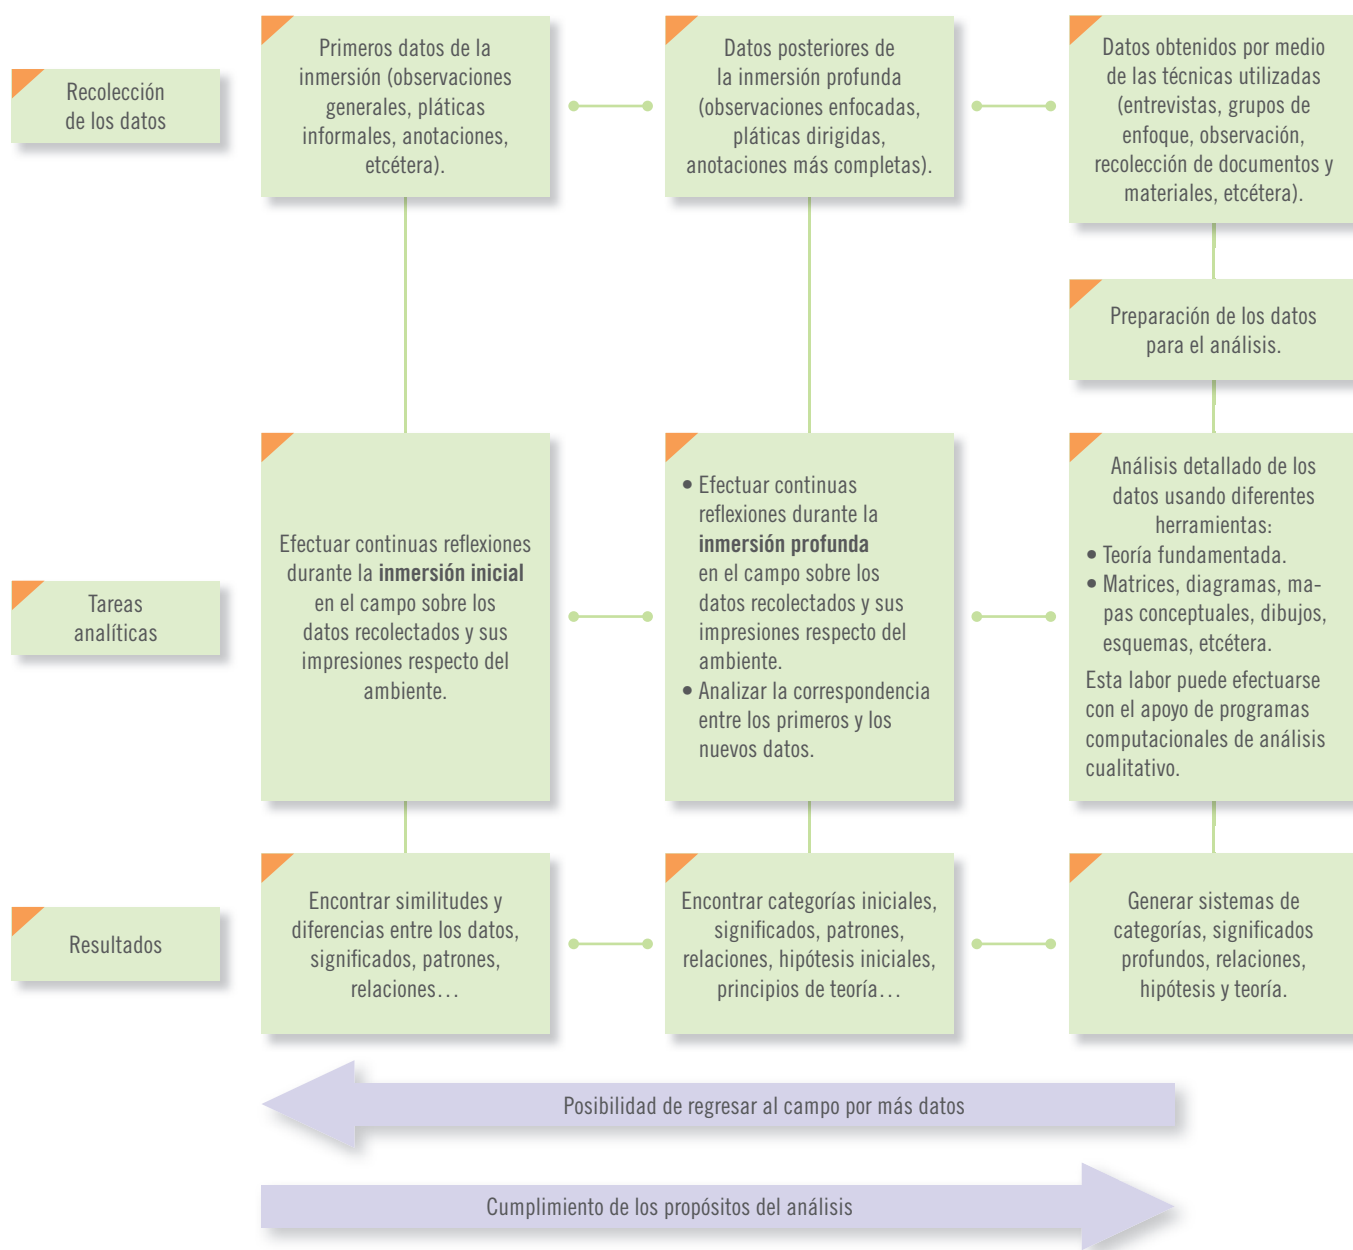 Recolección
de los datos
Primeros datos de la
inmersión (observaciones
generales, pláticas
informales, anotaciones,
etcétera).
Datos posteriores de
la inmersión profunda
(observaciones enfocadas,
pláticas dirigidas,
anotaciones más completas).
Datos obtenidos por medio
de las técnicas utilizadas
(entrevistas, grupos de
enfoque, observación,
recolección de documentos y
materiales, etcétera).
Preparación de los datos
para el análisis.
Tareas
analíticas
Efectuar continuas reflexiones
durante la inmersión inicial
en el campo sobre los
datos recolectados y sus
impresiones respecto del
ambiente.
• Efectuar continuas
reflexiones durante la
inmersión profunda
en el campo sobre los
datos recolectados y sus
impresiones respecto del
ambiente.
• Analizar la correspondencia
entre los primeros y los
nuevos datos.
Análisis detallado de los
datos usando diferentes
herramientas:
• Teoría fundamentada.
• Matrices, diagramas, ma-
pas conceptuales, dibujos,
esquemas, etcétera.
Esta labor puede efectuarse
con el apoyo de programas
computacionales de análisis
cualitativo.
Resultados
Encontrar similitudes y
diferencias entre los datos,
significados, patrones,
relaciones…
Encontrar categorías iniciales,
significados, patrones,
relaciones, hipótesis iniciales,
principios de teoría…
Generar sistemas de
categorías, significados
profundos, relaciones,
hipótesis y teoría.
Posibilidad de regresar al campo por más datos
Cumplimiento de los propósitos del análisis